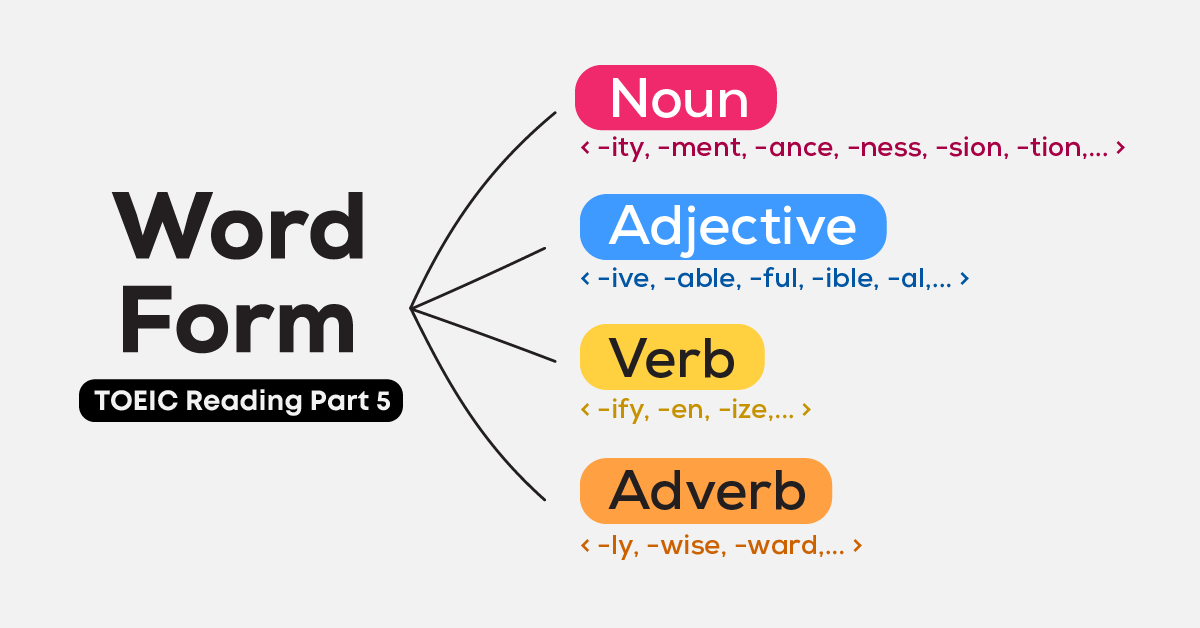 Word
Form
TOEIC Reading Part 5
Noun
< -ity, -ment, -ance, -ness, -sion, -tion,... >
Adjective
< -ive, -able, -ful, -ible, -al,... >
Verb
< -ify, -en, -ize,... >
Adverb
< -ly, -wise, -ward,... >